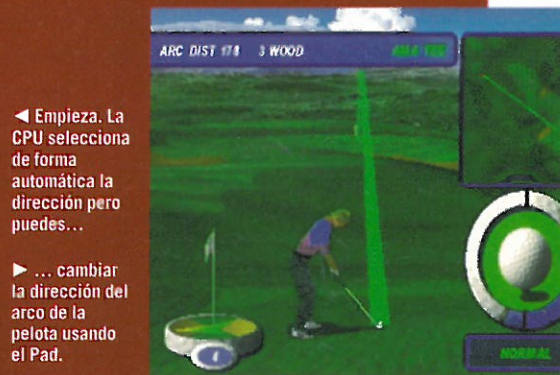 ◄ Empieza. La
CPU selecciona
de forma
automática la
dirección pero
puedes...
► ... cambiar
la dirección del
arco de la
pelota usando
el Pad.
ARC DIST 174 3 WOOD
NORMAL